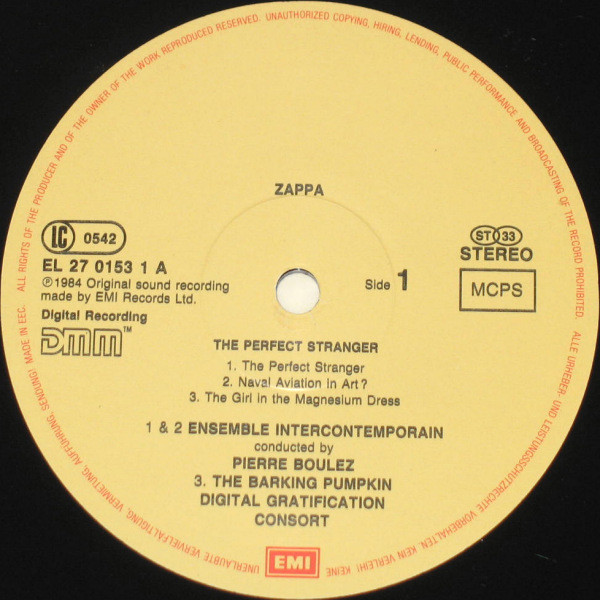 ALL RIGHTS OF THE PRODUCER AND OF THE OWNER OF THE WORK REPRODUCED RESERVED. UNAUTHORIZED COPYING, HIRING, LENDING, PUBLIC PERFORMANCE AND BROADCASTING OF THE RECORD PROHIBITED. ALLE URHEBER- UND LEISTUNGSSCHUTZRECHTE VORBEHALTEN. KEIN VERLEIH! KEINE
UNERLAUBTE VERVIELFÄLTIGUNG, VERMIETUNG, AUFFÜHRUNG, SENDUNG! MADE IN EEC.
ZAPPA
LC 0542
EL 27 0153 1 A
℗1984 Original sound recording
made by EMI Records Ltd.
Digital Recording
DMM™
Side 1
ST 33
STEREO
MCPS
THE PERFECT STRANGER
1. The Perfect Stranger
2. Naval Aviation in Art?
3. The Girl in the Magnesium Dress
1 & 2 ENSEMBLE INTERCONTEMPORAIN
conducted by
PIERRE BOULEZ
3. THE BARKING PUMPKIN
DIGITAL GRATIFICATION
CONSORT
EMI